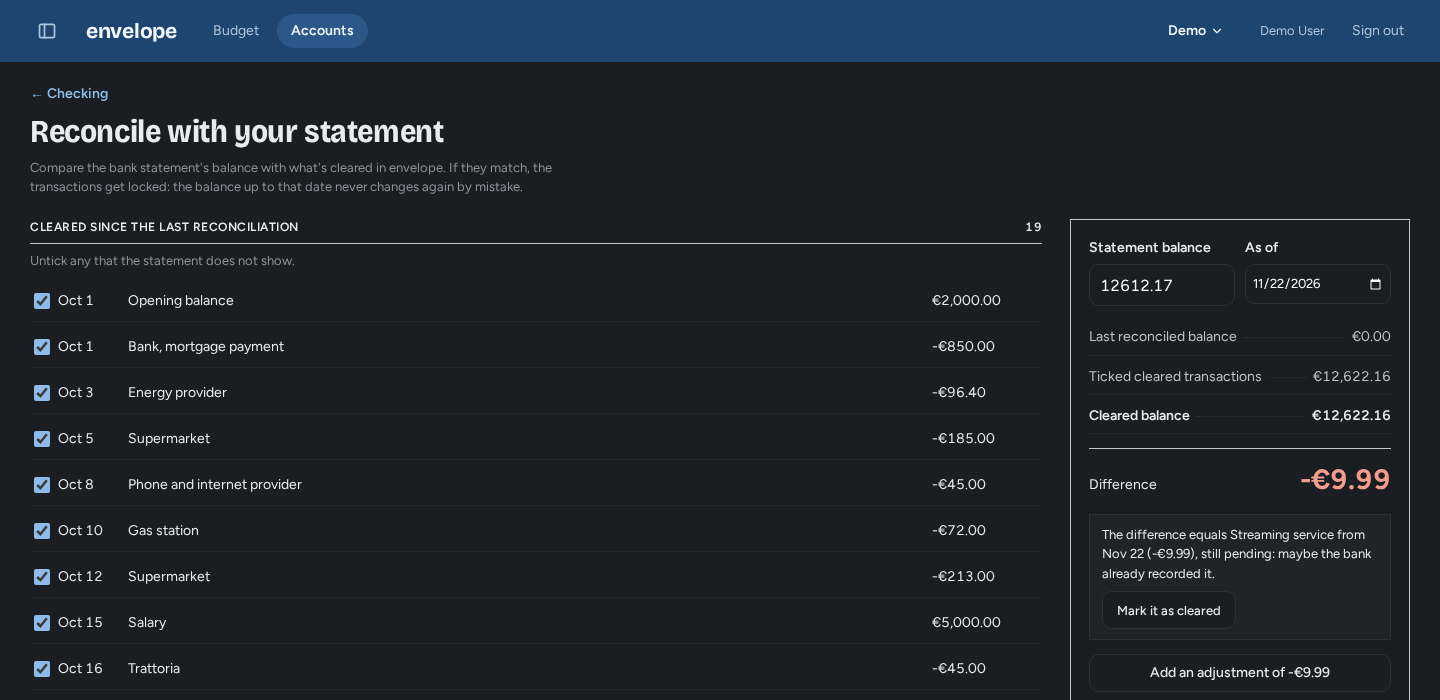 envelope
Budget
Accounts
Demo
Demo User
Sign out
← Checking
Reconcile with your statement
Compare the bank statement's balance with what's cleared in envelope. If they match, the
transactions get locked: the balance up to that date never changes again by mistake.
CLEARED SINCE THE LAST RECONCILIATION 19
Untick any that the statement does not show.
Oct 1 Opening balance €2,000.00
Oct 1 Bank, mortgage payment -€850.00
Oct 3 Energy provider -€96.40
Oct 5 Supermarket -€185.00
Oct 8 Phone and internet provider -€45.00
Oct 10 Gas station -€72.00
Oct 12 Supermarket -€213.00
Oct 15 Salary €5,000.00
Oct 16 Trattoria -€45.00
Statement balance As of
12612.17 11/22/2026
Last reconciled balance €0.00
Ticked cleared transactions €12,622.16
Cleared balance €12,622.16
Difference -€9.99
The difference equals Streaming service from
Nov 22 (-€9.99), still pending: maybe the bank
already recorded it.
Mark it as cleared
Add an adjustment of -€9.99